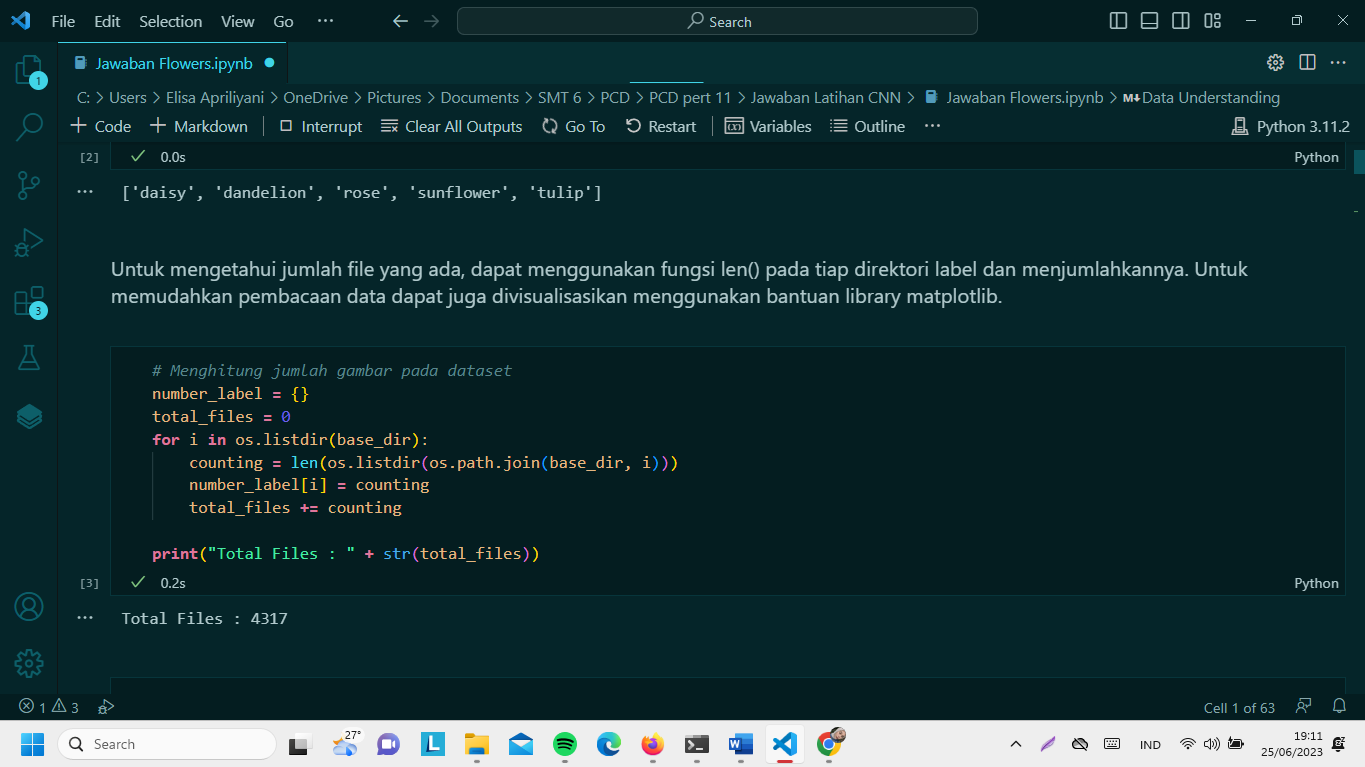 File Edit Selection View Go ··· Search
Jawaban Flowers.ipynb
C: > Users > Elisa Apriliyani > OneDrive > Pictures > Documents > SMT 6 > PCD > PCD pert 11 > Jawaban Latihan CNN > Jawaban Flowers.ipynb > M↓Data Understanding
+ Code + Markdown | Interrupt Clear All Outputs Go To Restart | Variables Outline ··· Python 3.11.2
1
[2] ✓ 0.0s Python
··· ['daisy', 'dandelion', 'rose', 'sunflower', 'tulip']
Untuk mengetahui jumlah file yang ada, dapat menggunakan fungsi len() pada tiap direktori label dan menjumlahkannya. Untuk
memudahkan pembacaan data dapat juga divisualisasikan menggunakan bantuan library matplotlib.
3
# Menghitung jumlah gambar pada dataset
number_label = {}
total_files = 0
for i in os.listdir(base_dir):
    counting = len(os.listdir(os.path.join(base_dir, i)))
    number_label[i] = counting
    total_files += counting
print("Total Files : " + str(total_files))
[3] ✓ 0.2s Python
··· Total Files : 4317
1 3 Cell 1 of 63
Search 27° L W IND 19:11
25/06/2023